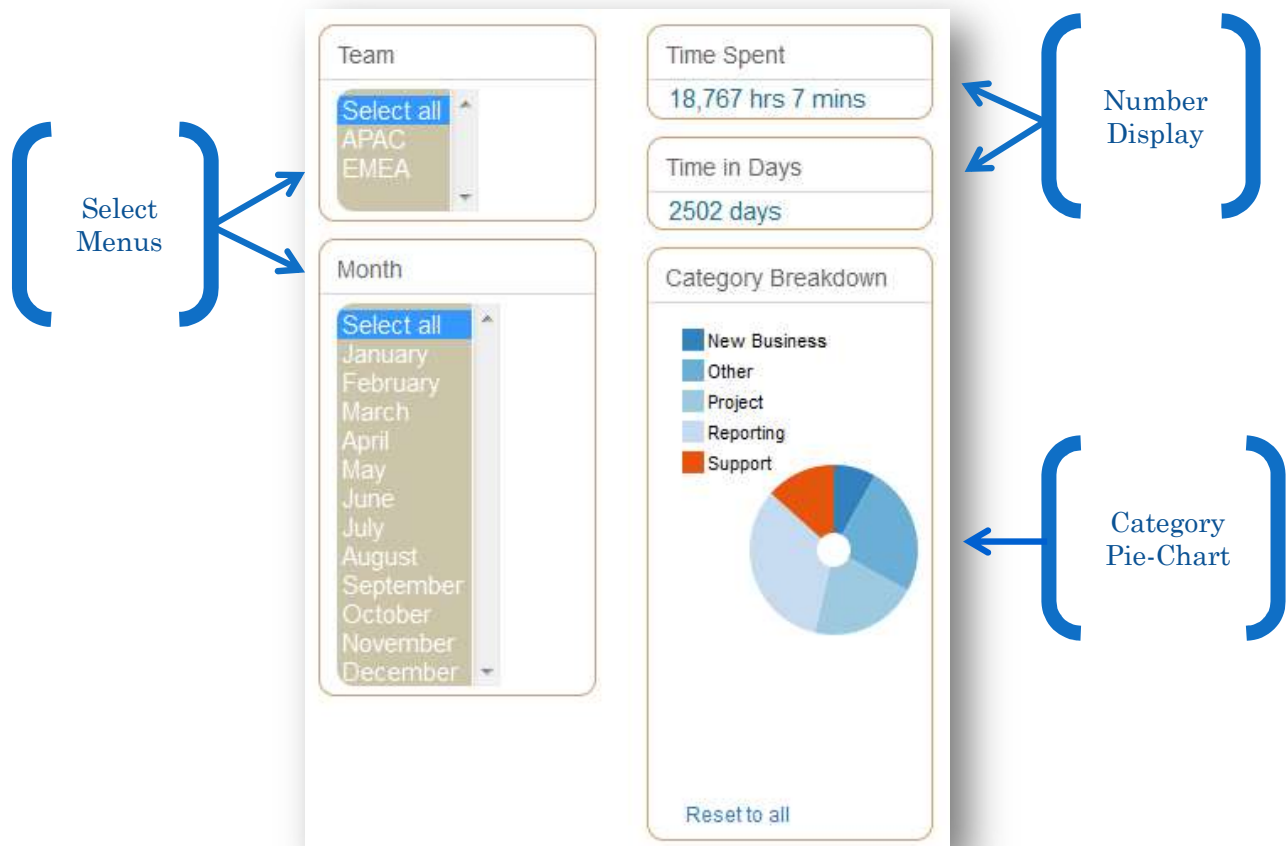 Select
Menus
Team
Select all
APAC
EMEA
Month
Select all
January
February
March
April
May
June
July
August
September
October
November
December
Time Spent
18,767 hrs 7 mins
Time in Days
2502 days
Category Breakdown
New Business
Other
Project
Reporting
Support
Reset to all
Number
Display
Category
Pie-Chart